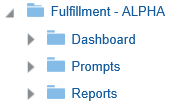 Fulfillment - ALPHA
Dashboard
Prompts
Reports